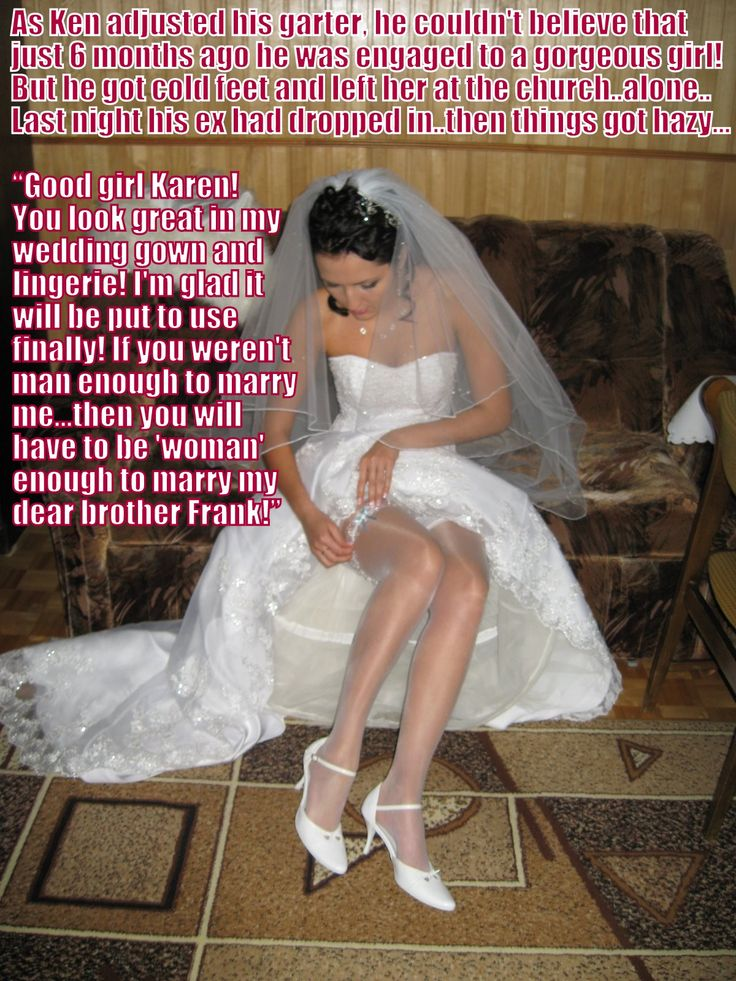 As Ken adjusted his garter, he couldn't believe that
just 6 months ago he was engaged to a gorgeous girl!
But he got cold feet and left her at the church..alone..
Last night his ex had dropped in..then things got hazy...
“Good girl Karen!
You look great in my
wedding gown and
lingerie! I'm glad it
will be put to use
finally! If you weren't
man enough to marry
me...then you will
have to be 'woman'
enough to marry my
dear brother Frank!”